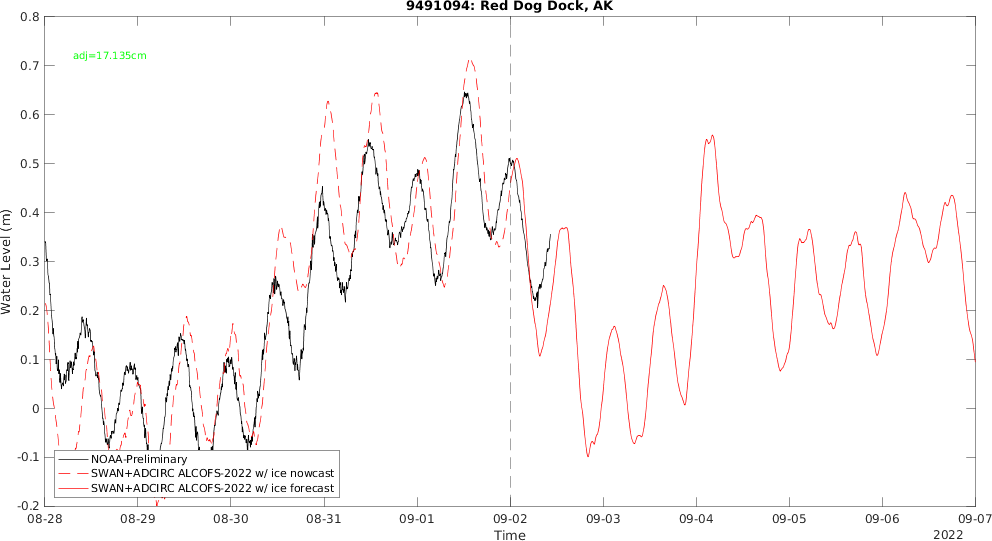 9491094: Red Dog Dock, AK
adj=17.135cm
Water Level (m)
0.8
0.7
0.6
0.5
0.4
0.3
0.2
0.1
0
-0.1
-0.2
NOAA-Preliminary
SWAN+ADCIRC ALCOFS-2022 w/ ice nowcast
SWAN+ADCIRC ALCOFS-2022 w/ ice forecast
08-28 08-29 08-30 08-31 09-01 09-02 09-03 09-04 09-05 09-06 09-07
Time
2022